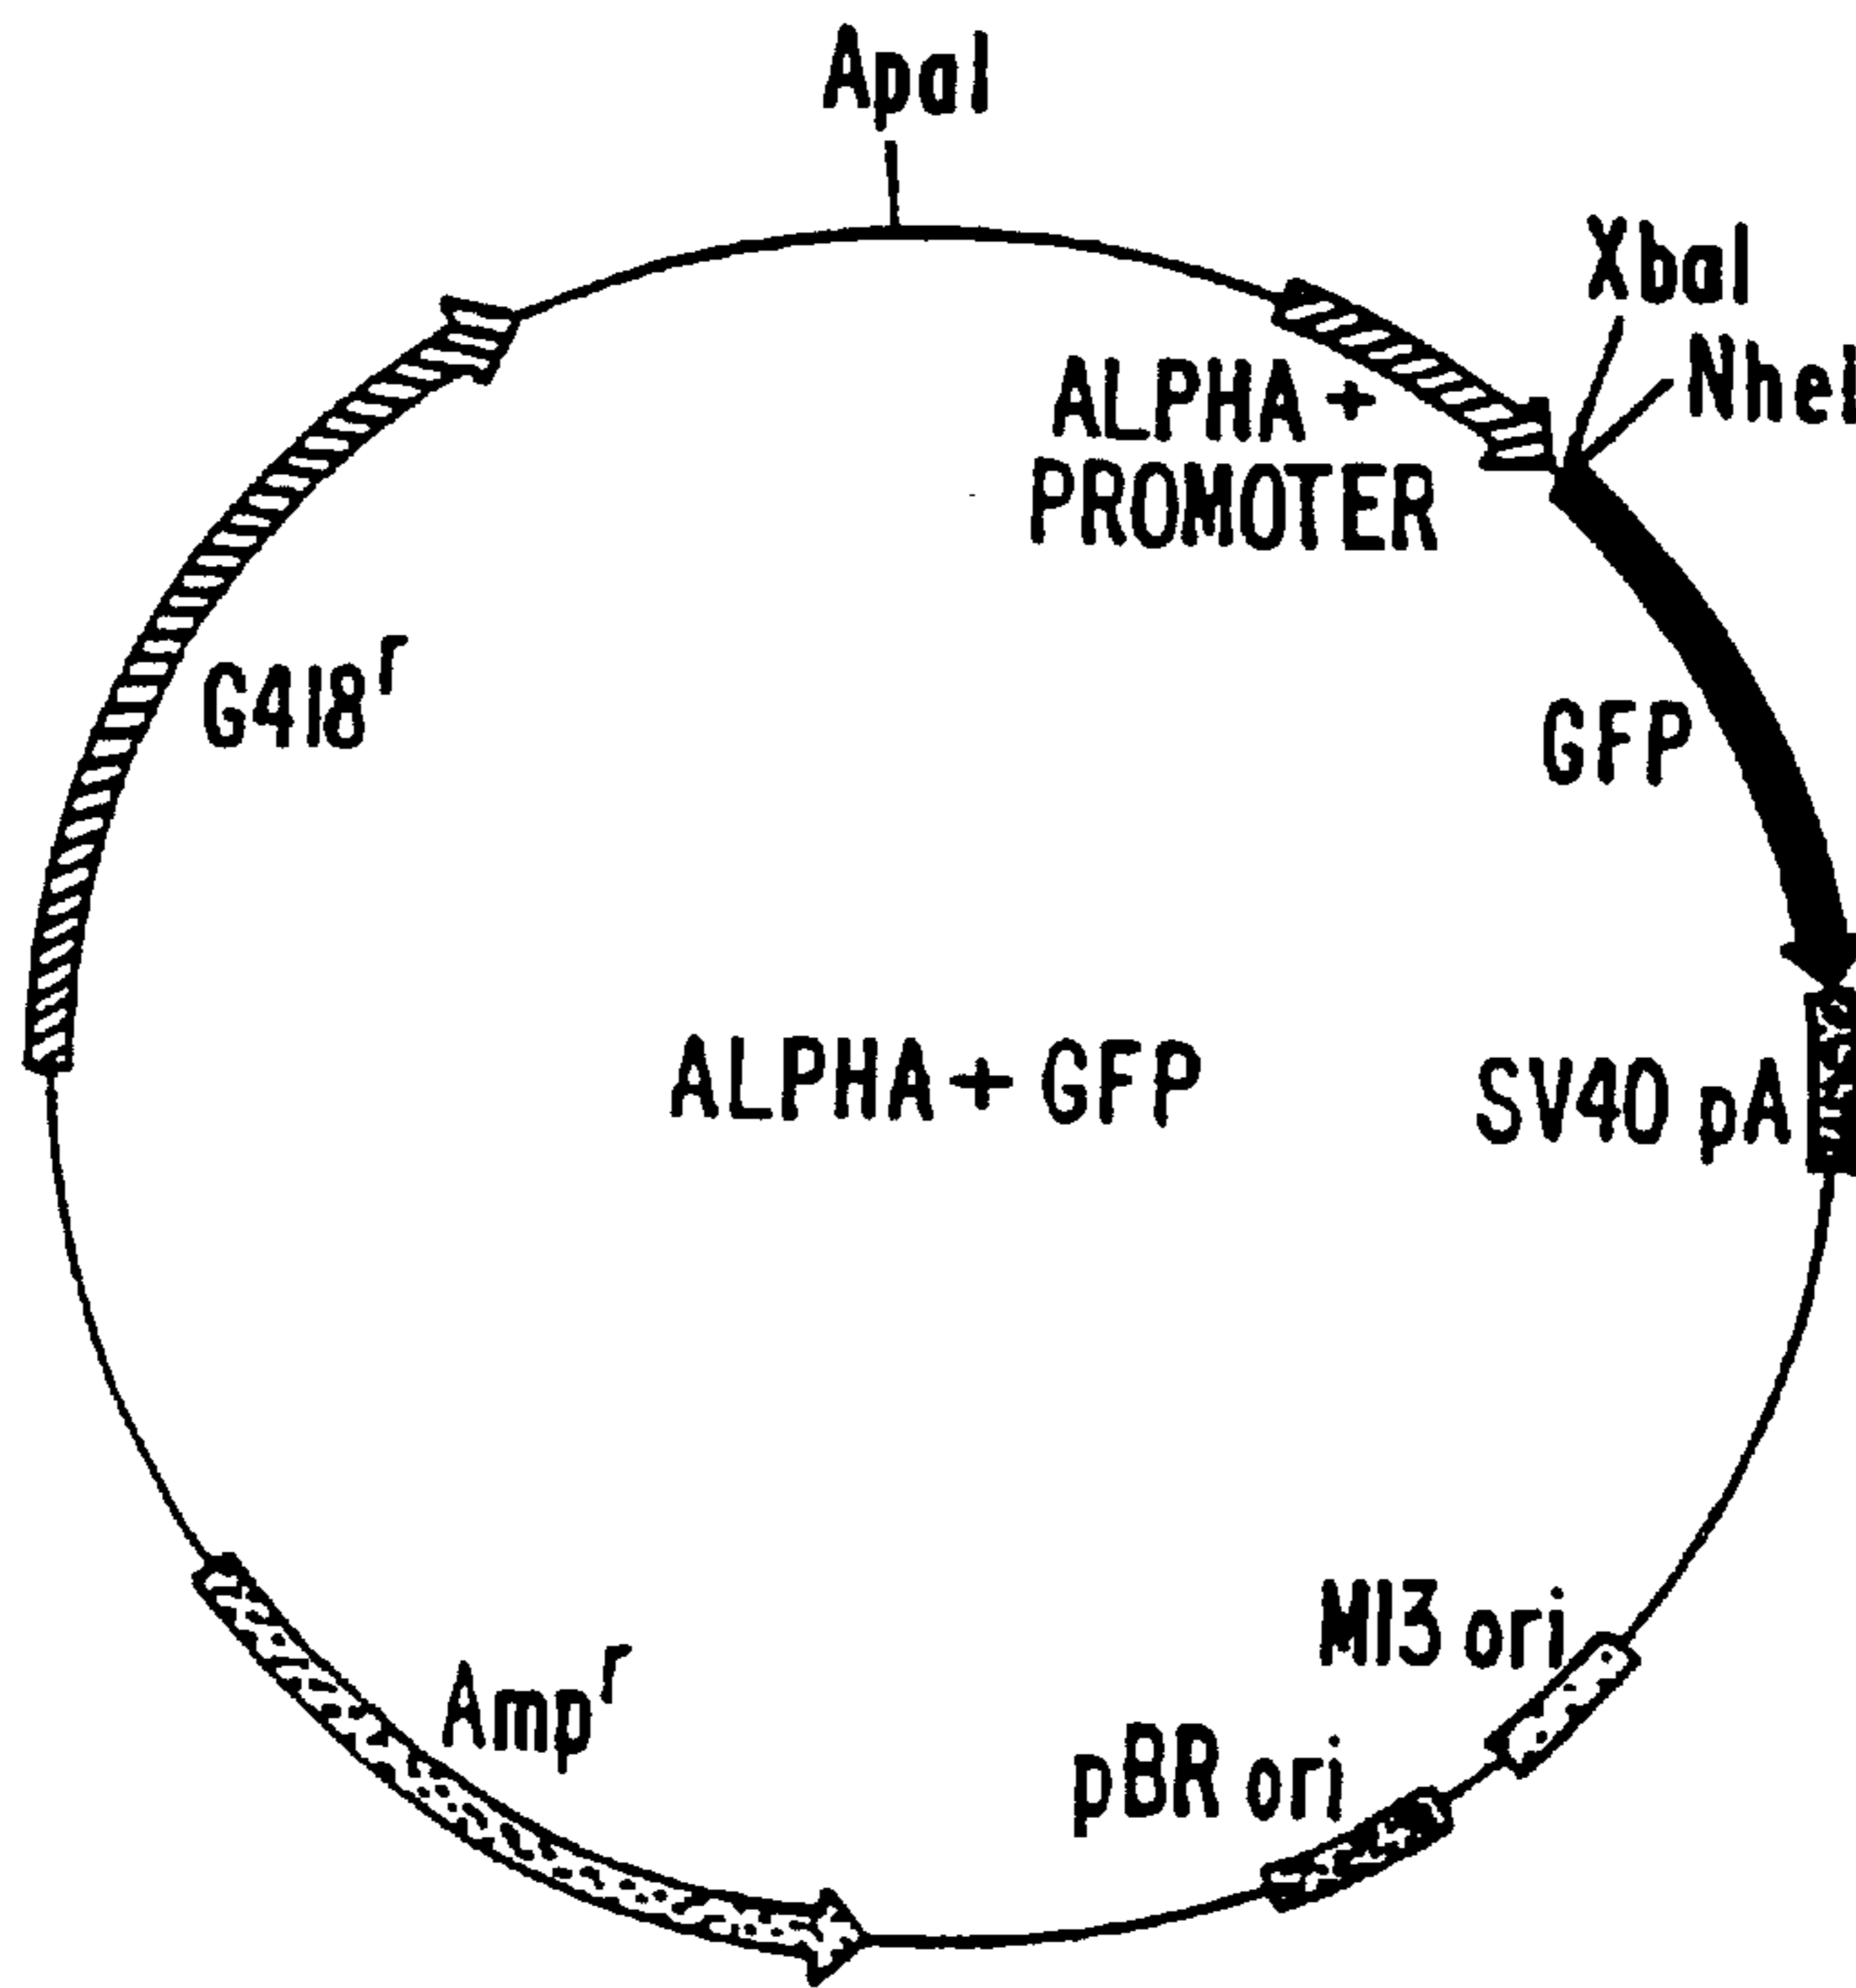 ApaI
XbaI
NheI
ALPHA +
PROMOTER
G418ʳ
GFP
ALPHA + GFP
SV40 pA
M13 ori
Ampʳ
pBR ori